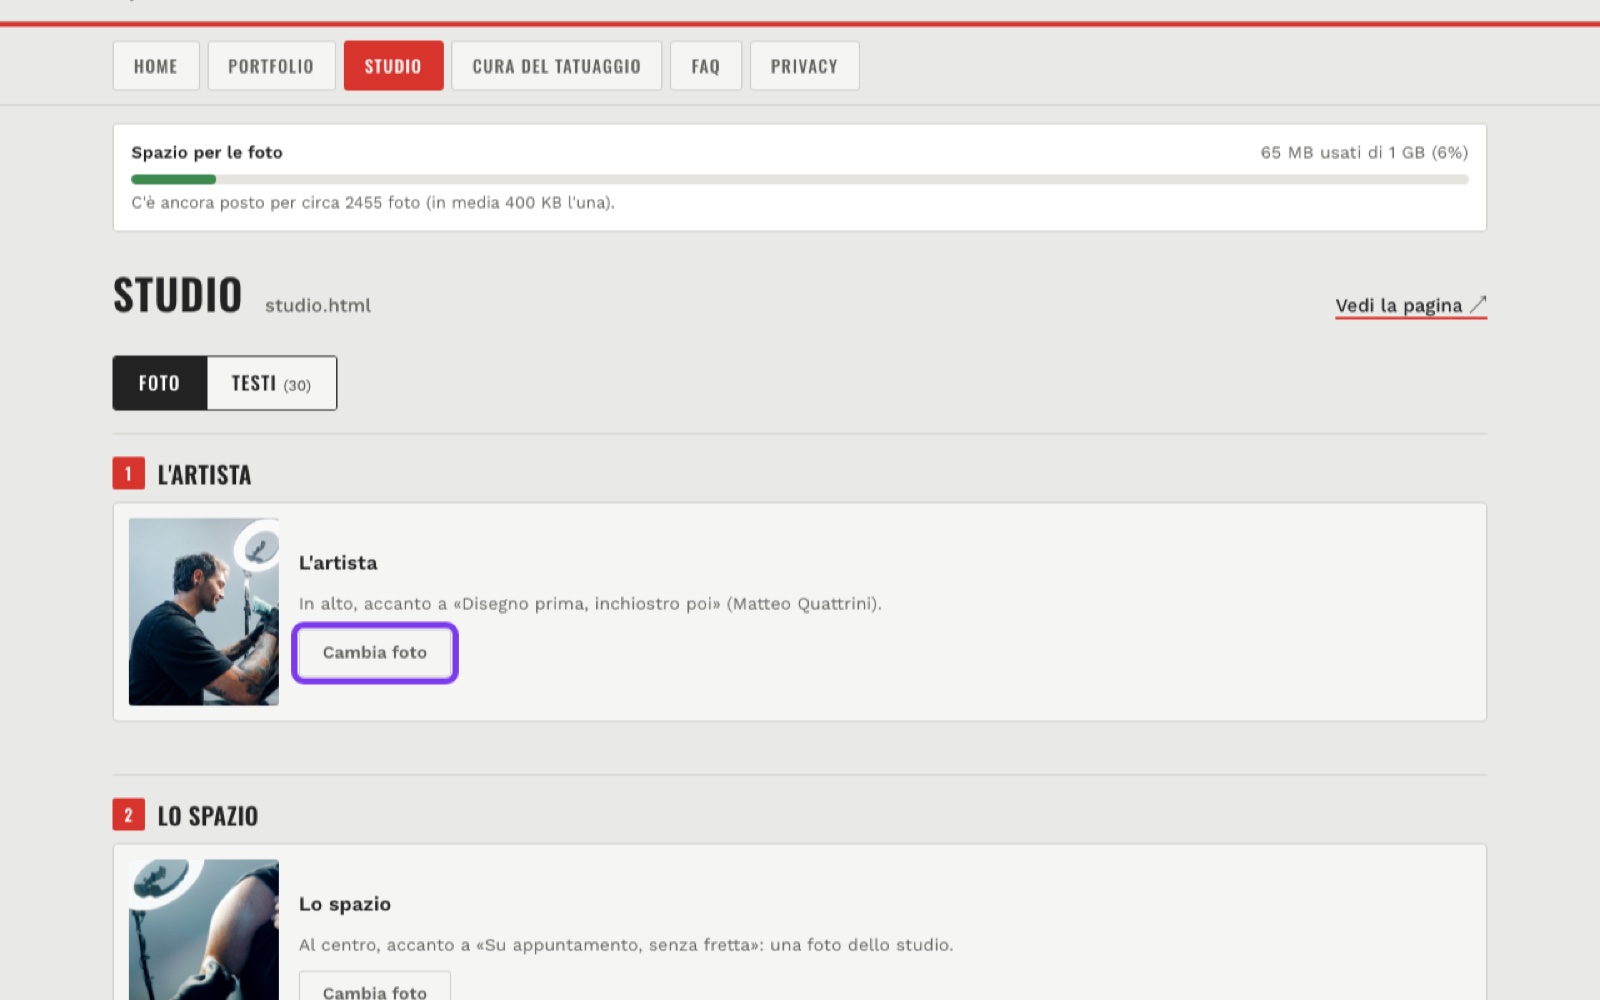 HOME PORTFOLIO STUDIO CURA DEL TATUAGGIO FAQ PRIVACY
Spazio per le foto 65 MB usati di 1 GB (6%)
C'è ancora posto per circa 2455 foto (in media 400 KB l'una).
STUDIO studio.html Vedi la pagina ↗
FOTO TESTI (30)
1 L'ARTISTA
L'artista
In alto, accanto a «Disegno prima, inchiostro poi» (Matteo Quattrini).
Cambia foto
2 LO SPAZIO
Lo spazio
Al centro, accanto a «Su appuntamento, senza fretta»: una foto dello studio.
Cambia foto